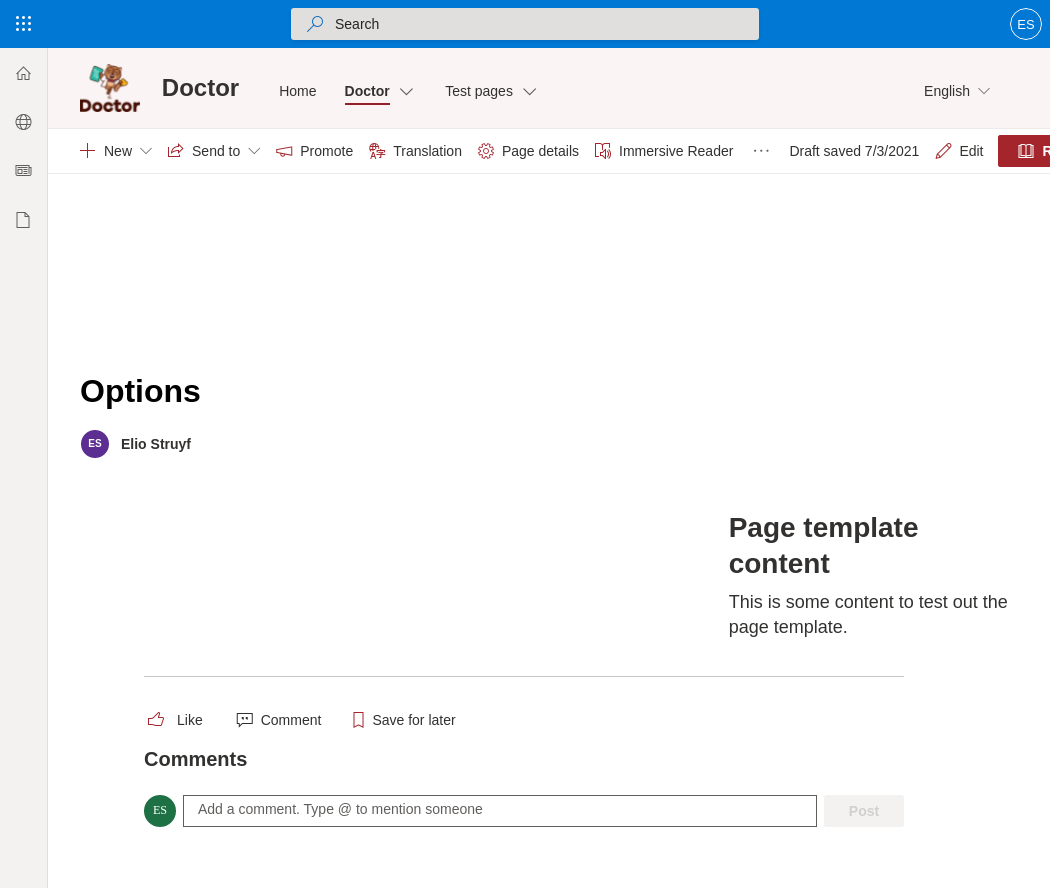 Search
ES
Doctor
Doctor
Home
Doctor
Test pages
English
New
Send to
Promote
Translation
Page details
Immersive Reader
Draft saved 7/3/2021
Edit
Options
ES
Elio Struyf
Page template
content
This is some content to test out the
page template.
Like
Comment
Save for later
Comments
ES
Add a comment. Type @ to mention someone
Post